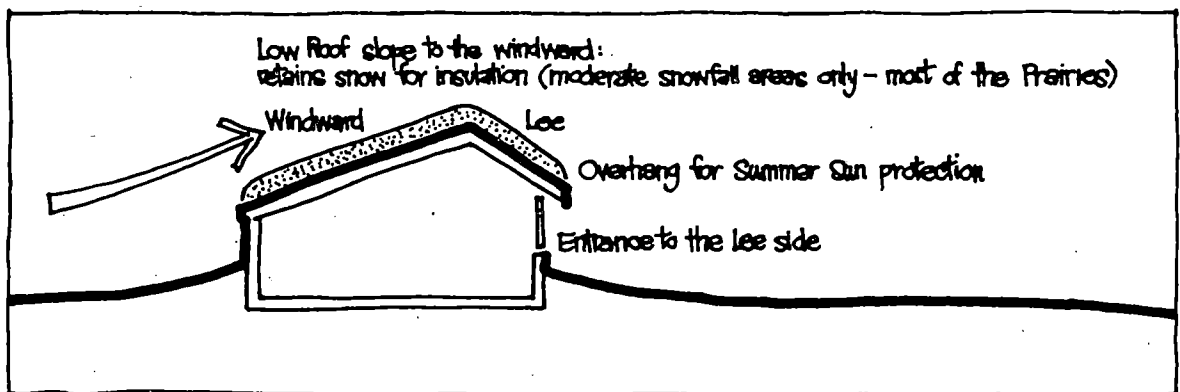 Low Roof slope to the windward:
retains snow for insulation (moderate snowfall areas only - most of the Prairies)
Windward
Lee
Overhang for Summer Sun protection
Entrance to the lee side